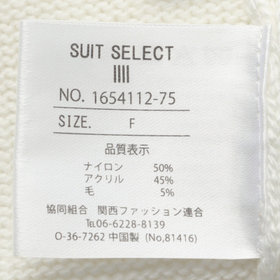 SUIT SELECT
NO. 1654112-75
SIZE. F
品質表示
ナイロン 50%
アクリル 45%
毛 5%
協同組合 関西ファッション連合
Tel.06-6228-8139
O-36-7262 中国製 (No,81416)